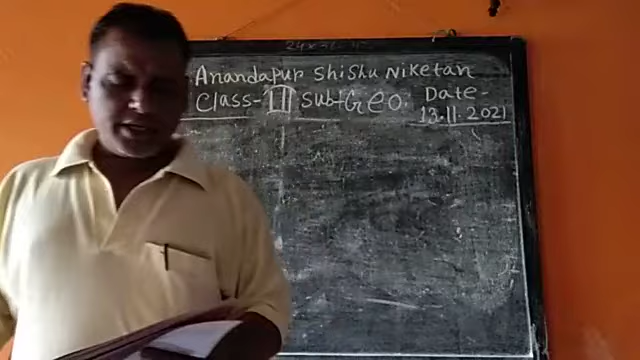 Anandapur Shishu Niketan
Class-III Sub-Geo. Date-
13.11.2021